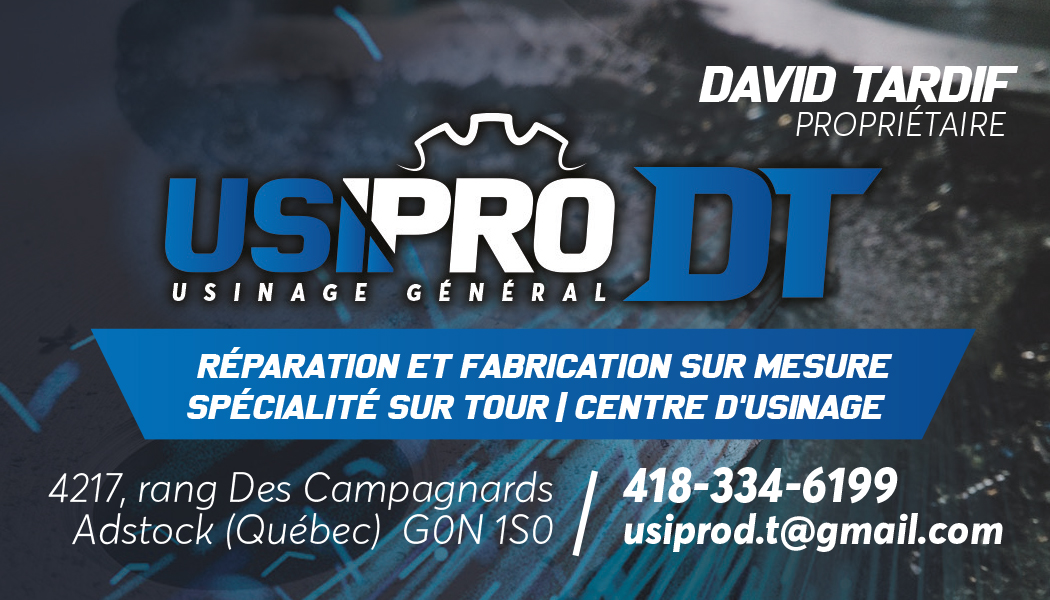 DAVID TARDIF
PROPRIÉTAIRE
USIPRO DT
USINAGE GÉNÉRAL
RÉPARATION ET FABRICATION SUR MESURE
SPÉCIALITÉ SUR TOUR | CENTRE D'USINAGE
4217, rang Des Campagnards
Adstock (Québec) G0N 1S0
418-334-6199
usiprod.t@gmail.com